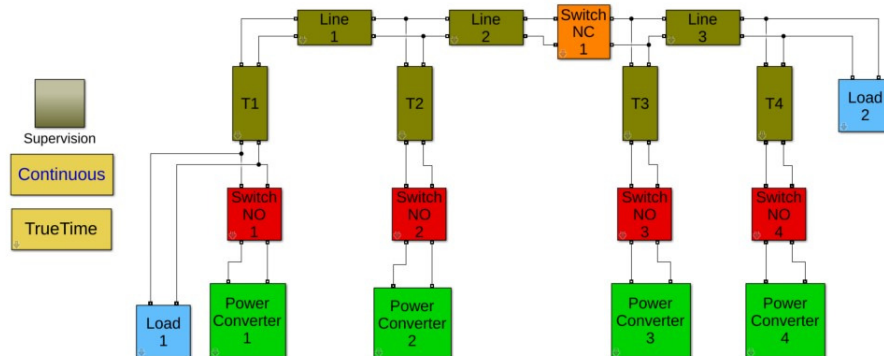 Line
1
Line
2
Switch
NC
1
Line
3
T1
T2
T3
T4
Load
2
Supervision
Continuous
TrueTime
Switch
NO
1
Switch
NO
2
Switch
NO
3
Switch
NO
4
Load
1
Power
Converter
1
Power
Converter
2
Power
Converter
3
Power
Converter
4